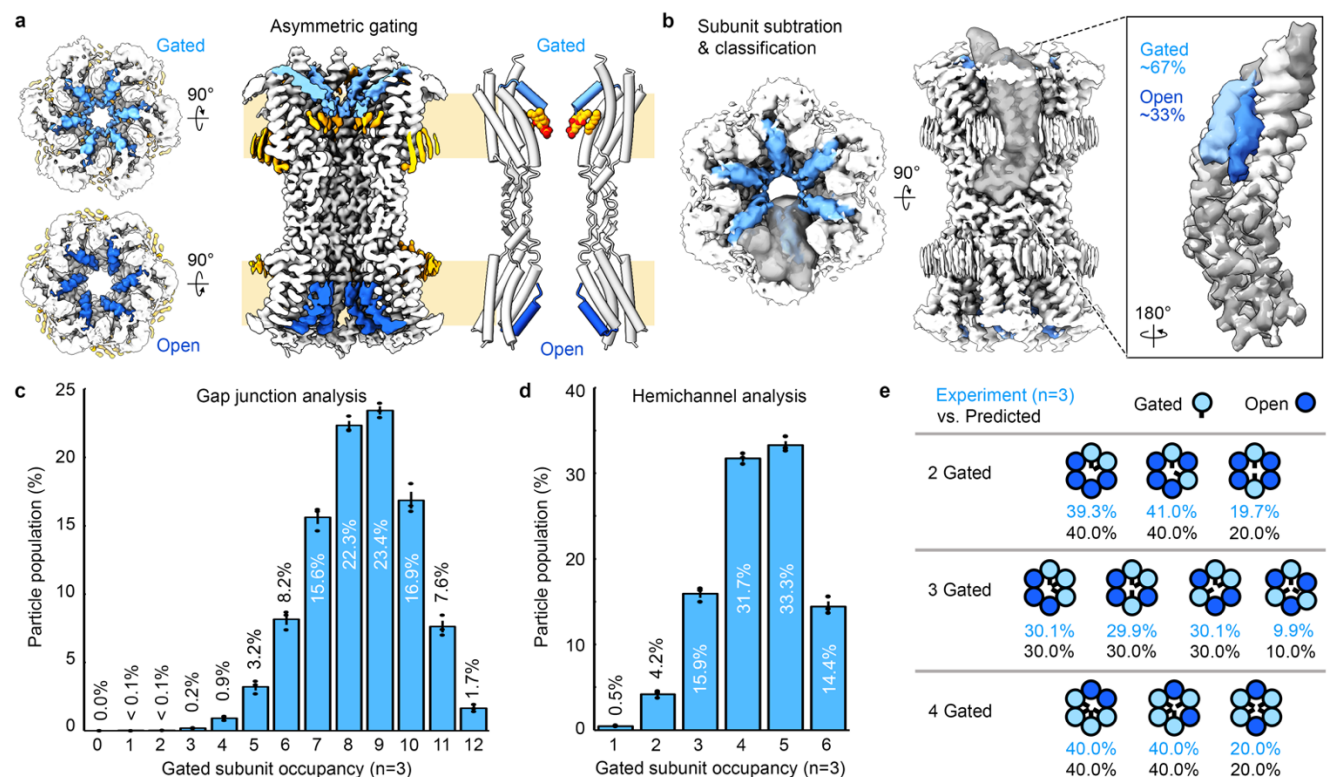 a
Gated
90°
Open
90°
Asymmetric gating
Gated
Open
b
Subunit subtration
& classification
90°
Gated
~67%
Open
~33%
180°
c
Gap junction analysis
Particle population (%)
25
20
15
10
5
0
0.0%
< 0.1%
< 0.1%
0.2%
0.9%
3.2%
8.2%
15.6%
22.3%
23.4%
16.9%
7.6%
1.7%
0 1 2 3 4 5 6 7 8 9 10 11 12
Gated subunit occupancy (n=3)
d
Hemichannel analysis
Particle population (%)
40
30
20
10
0
0.5%
4.2%
15.9%
31.7%
33.3%
14.4%
1 2 3 4 5 6
Gated subunit occupancy (n=3)
e
Experiment (n=3)
vs. Predicted
Gated
Open
2 Gated
39.3% 41.0% 19.7%
40.0% 40.0% 20.0%
3 Gated
30.1% 29.9% 30.1% 9.9%
30.0% 30.0% 30.0% 10.0%
4 Gated
40.0% 40.0% 20.0%
40.0% 40.0% 20.0%